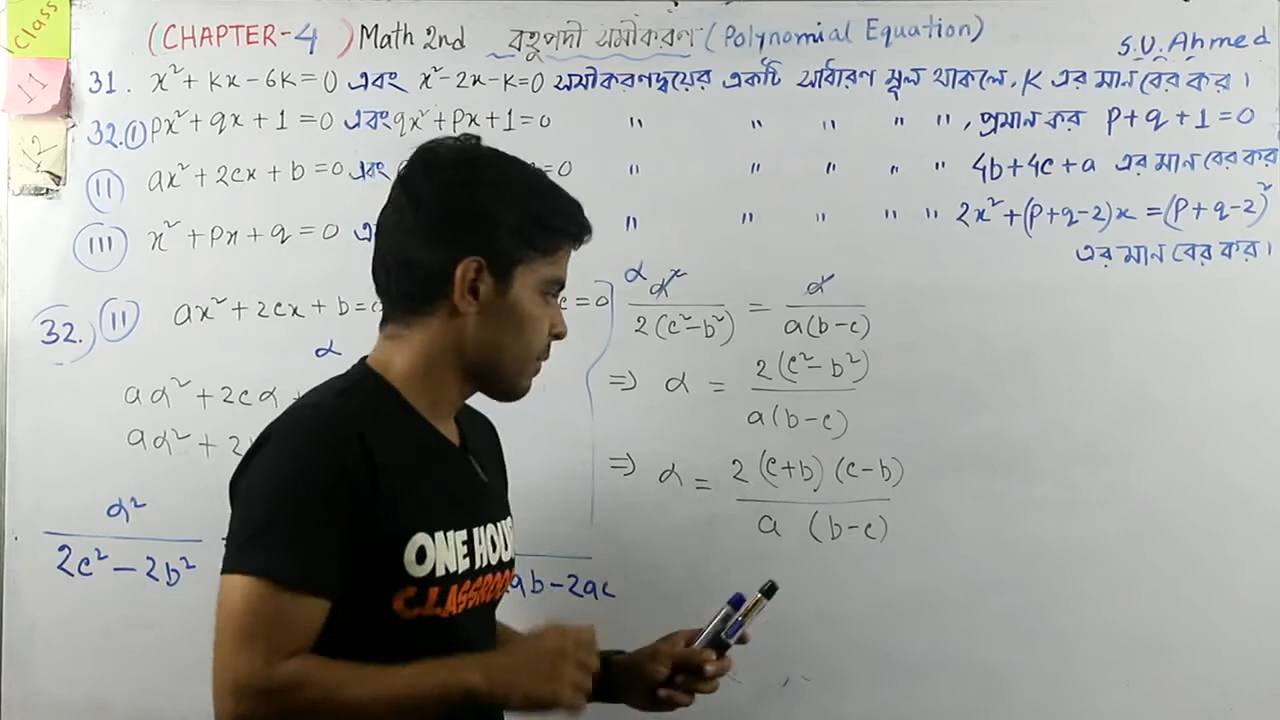 Class
11
12
(CHAPTER-4) Math 2nd বহুপদী সমীকরণ (Polynomial Equation)
S.U.Ahmed
31. x²+kx-6k=0 এবং x²-2x-k=0 সমীকরণদ্বয়ের একটি সাধারণ মূল থাকলে, k এর মান বের কর।
32.(i) px²+qx+1=0 এবং qx²+px+1=0 " " " " ", প্রমান কর p+q+1=0
(ii) ax²+2cx+b=0 এবং =0 " " " " " 4b+4c+a এর মান বের কর
(iii) x²+px+q=0 " " " " " 2x²+(p+q-2)x=(p+q-2)²
এর মান বের কর।
32. (ii) ax²+2cx+b= c=0
α
aα²+2cα
aα²+2
α²/(2c²-2b²) ab-2ac
α α²/2(c²-b²) = α/a(b-c)
⇒ α = 2(c²-b²)/a(b-c)
⇒ α = 2(c+b)(c-b)/a (b-c)
ONE HOU
CLASSROO